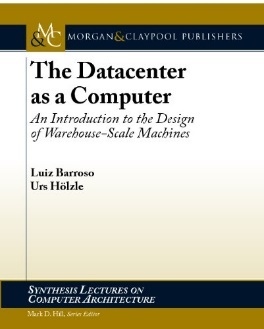 M&C
MORGAN&CLAYPOOL PUBLISHERS
The Datacenter
as a Computer
An Introduction to the Design
of Warehouse-Scale Machines
Luiz Barroso
Urs Hölzle
SYNTHESIS LECTURES ON
COMPUTER ARCHITECTURE
Mark D. Hill, Series Editor